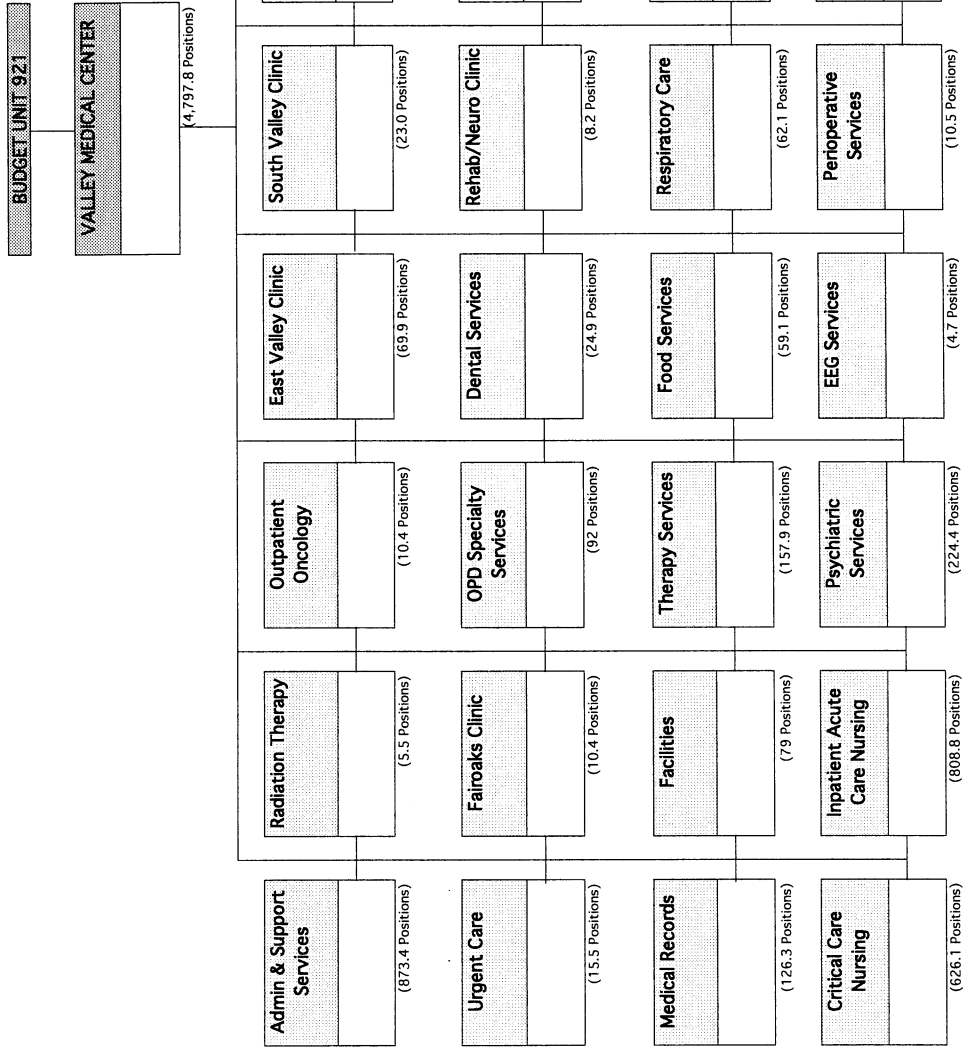 BUDGET UNIT 921
VALLEY MEDICAL CENTER
(4,797.8 Positions)
Admin & Support
Services
(873.4 Positions)
Radiation Therapy
(5.5 Positions)
Outpatient
Oncology
(10.4 Positions)
East Valley Clinic
(69.9 Positions)
South Valley Clinic
(23.0 Positions)
Urgent Care
(15.5 Positions)
Fairoaks Clinic
(10.4 Positions)
OPD Specialty
Services
(92 Positions)
Dental Services
(24.9 Positions)
Rehab/Neuro Clinic
(8.2 Positions)
Medical Records
(126.3 Positions)
Facilities
(79 Positions)
Therapy Services
(157.9 Positions)
Food Services
(59.1 Positions)
Respiratory Care
(62.1 Positions)
Critical Care
Nursing
(626.1 Positions)
Inpatient Acute
Care Nursing
(808.8 Positions)
Psychiatric
Services
(224.4 Positions)
EEG Services
(4.7 Positions)
Perioperative
Services
(10.5 Positions)